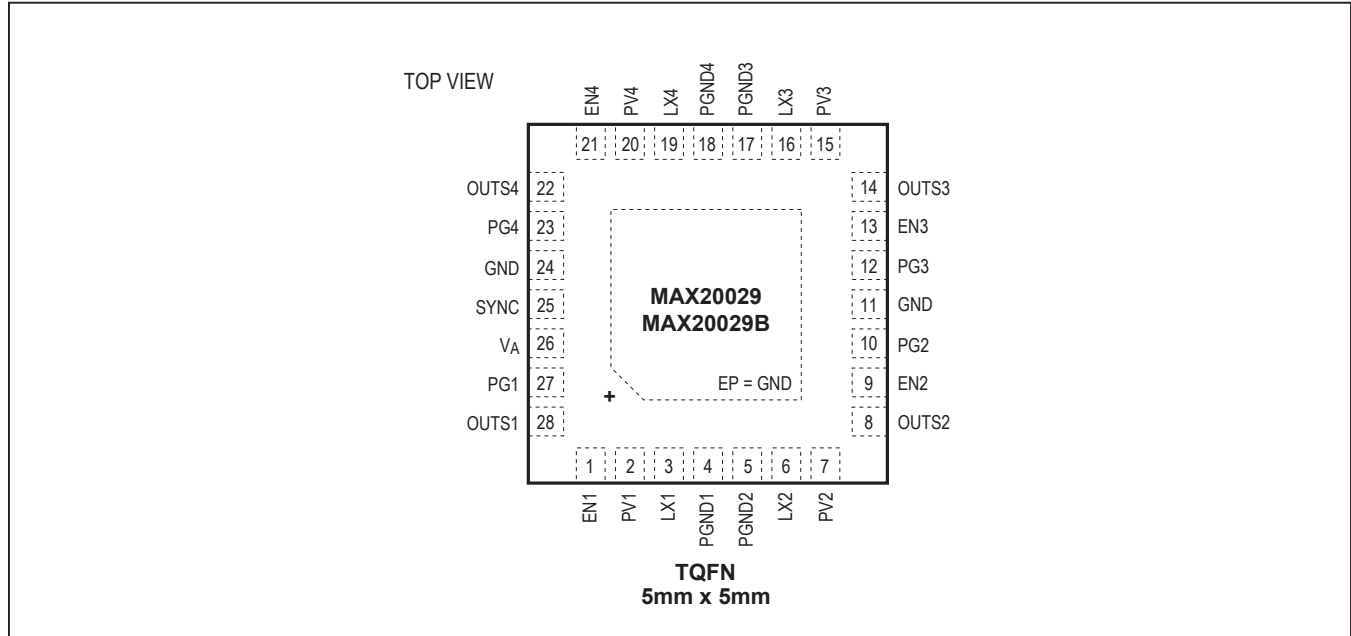 TOP VIEW
EN4 PV4 LX4 PGND4 PGND3 LX3 PV3
21 20 19 18 17 16 15
OUTS4 22 14 OUTS3
PG4 23 13 EN3
GND 24 12 PG3
SYNC 25 11 GND
VA 26 10 PG2
PG1 27 9 EN2
OUTS1 28 8 OUTS2
MAX20029
MAX20029B
EP = GND
+
1 2 3 4 5 6 7
EN1 PV1 LX1 PGND1 PGND2 LX2 PV2
TQFN
5mm x 5mm